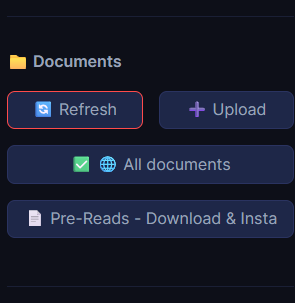 Documents
Refresh
Upload
All documents
Pre-Reads - Download & Insta